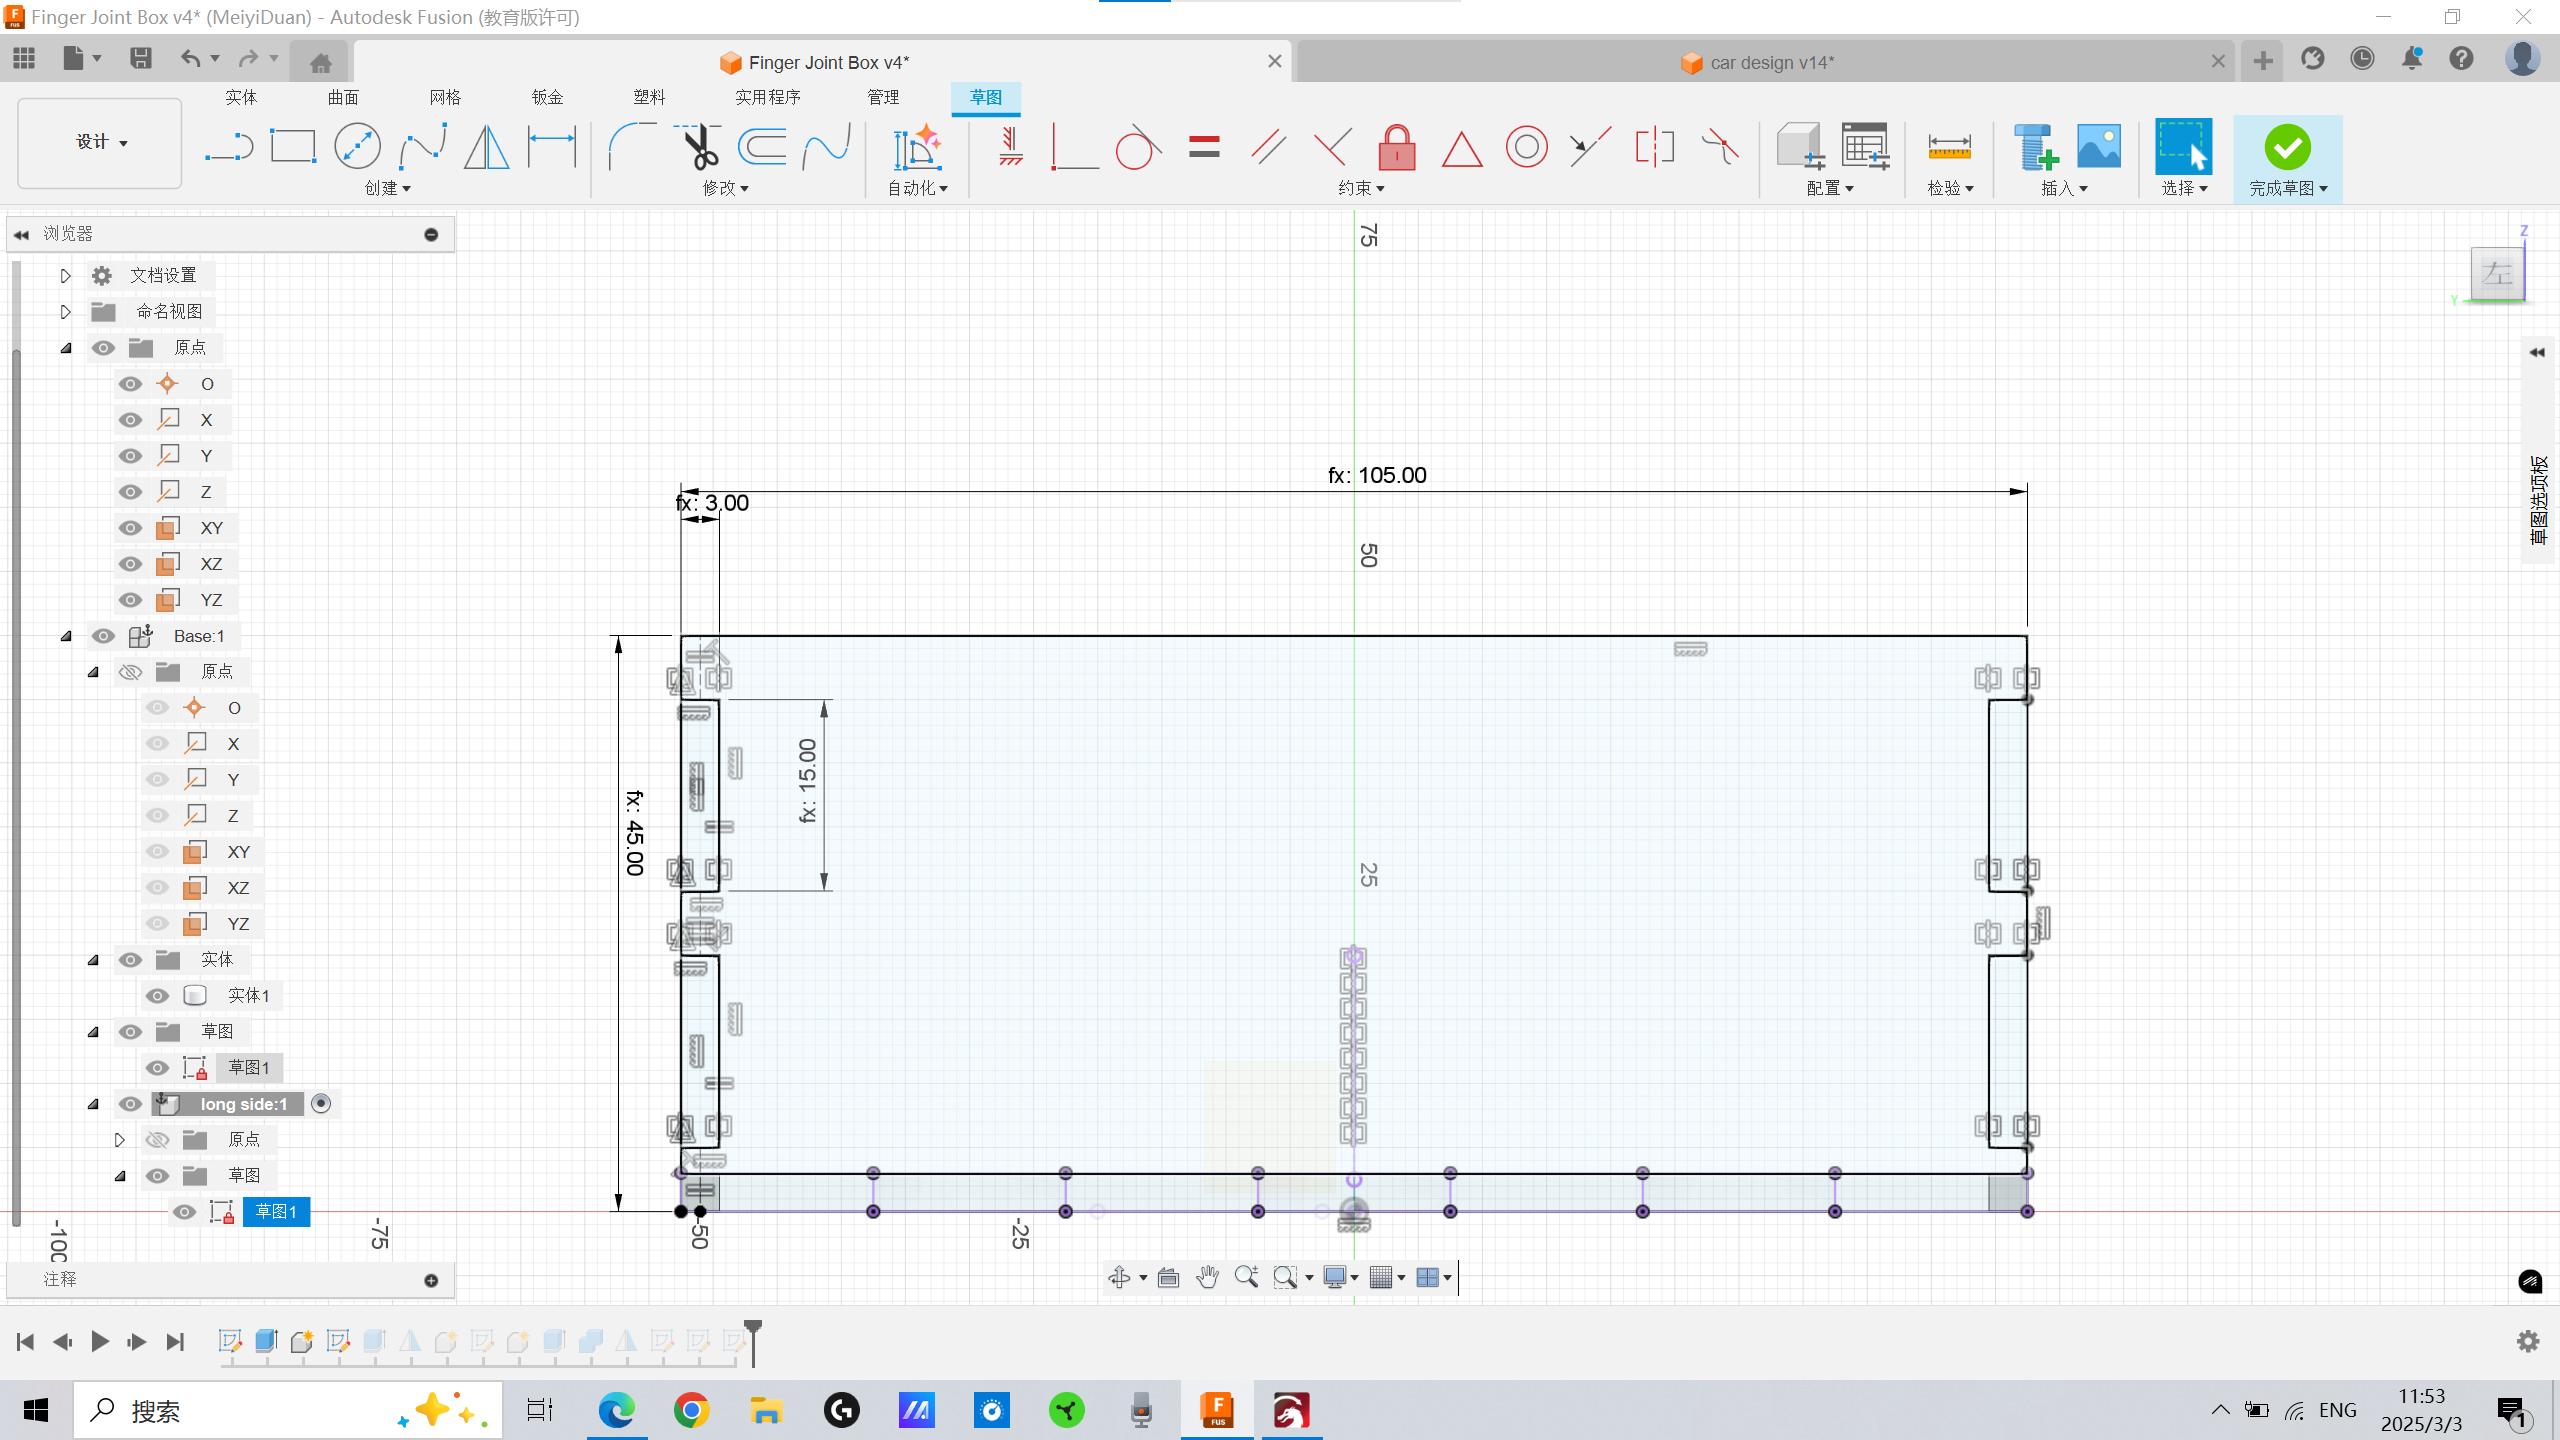 Finger Joint Box v4* (MeiyiDuan) - Autodesk Fusion (教育版许可)
Finger Joint Box v4*
car design v14*
实体
曲面
网格
钣金
塑料
实用程序
管理
草图
设计
创建
修改
自动化
约束
配置
检验
插入
选择
完成草图
浏览器
文档设置
命名视图
原点
O
X
Y
Z
XY
XZ
YZ
Base:1
原点
O
X
Y
Z
XY
XZ
YZ
实体
实体1
草图
草图1
long side:1
原点
草图
草图1
注释
75
50
25
-100
-75
-50
-25
fx: 105.00
fx: 3.00
fx: 15.00
fx: 45.00
Z
左
Y
草图选项板
搜索
FUS
ENG
11:53
2025/3/3
1